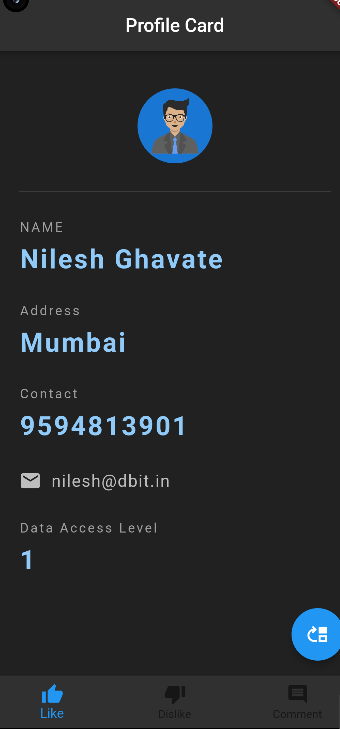 Profile Card
NAME
Nilesh Ghavate
Address
Mumbai
Contact
9594813901
nilesh@dbit.in
Data Access Level
1
Like
Dislike
Comment